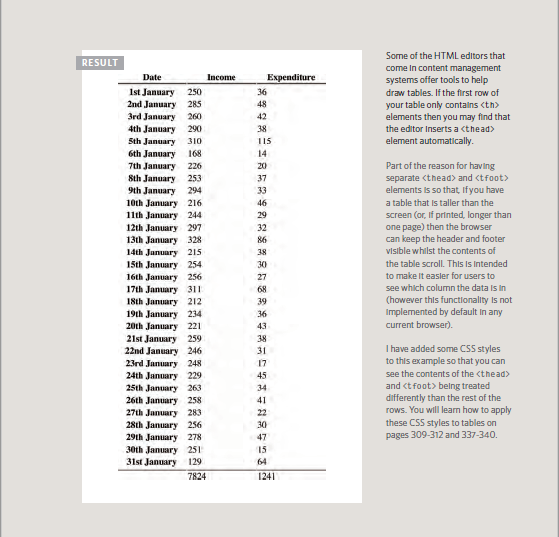 RESULT
Date Income Expenditure
1st January 250 36
2nd January 285 48
3rd January 260 42
4th January 290 38
5th January 310 115
6th January 168 14
7th January 226 20
8th January 253 37
9th January 294 33
10th January 216 46
11th January 244 29
12th January 297 32
13th January 328 86
14th January 215 38
15th January 254 30
16th January 256 27
17th January 311 68
18th January 212 39
19th January 234 36
20th January 221 43
21st January 259 38
22nd January 246 31
23rd January 248 17
24th January 229 45
25th January 263 34
26th January 258 41
27th January 283 22
28th January 256 30
29th January 278 47
30th January 251 15
31st January 129 64
7824 1241
Some of the HTML editors that
come in content management
systems offer tools to help
draw tables. If the first row of
your table only contains <th>
elements then you may find that
the editor inserts a <thead>
element automatically.
Part of the reason for having
separate <thead> and <tfoot>
elements is so that, if you have
a table that is taller than the
screen (or, if printed, longer than
one page) then the browser
can keep the header and footer
visible whilst the contents of
the table scroll. This is intended
to make it easier for users to
see which column the data is in
(however this functionality is not
implemented by default in any
current browser).
I have added some CSS styles
to this example so that you can
see the contents of the <thead>
and <tfoot> being treated
differently than the rest of the
rows. You will learn how to apply
these CSS styles to tables on
pages 309-312 and 337-340.